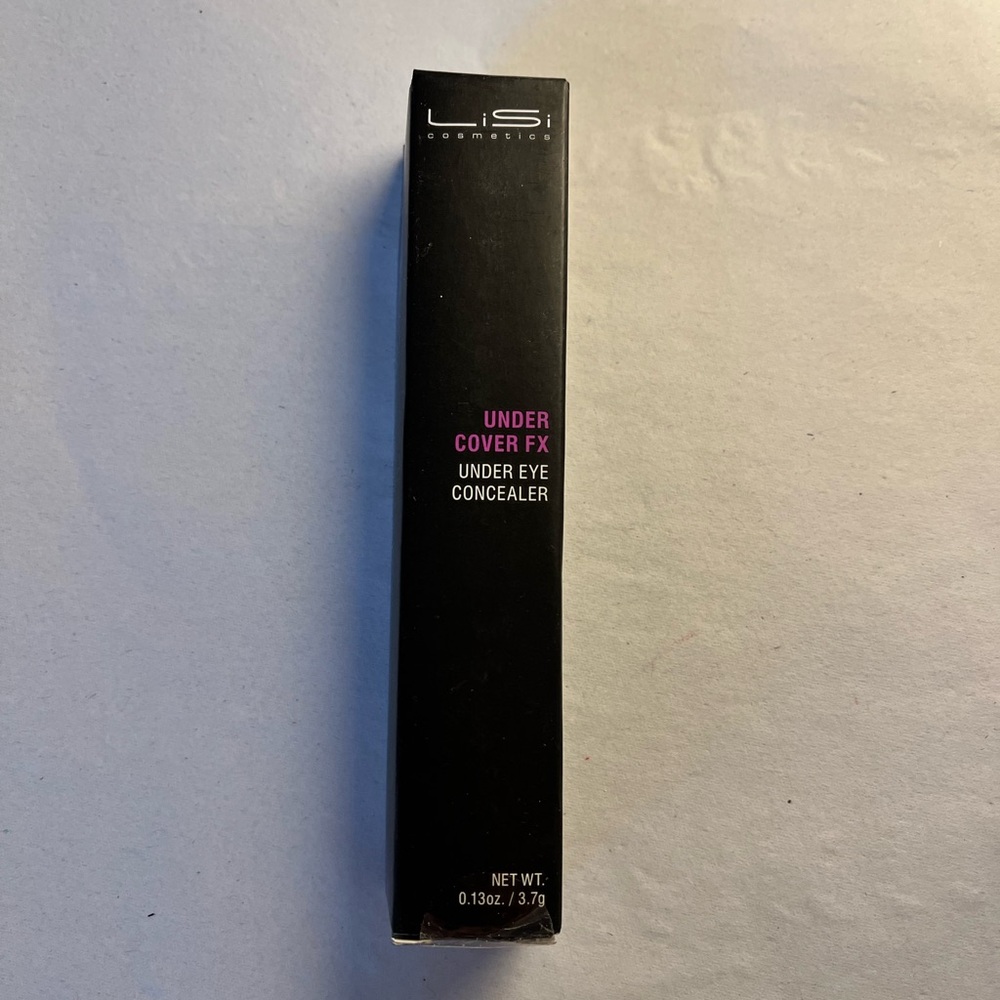 LiSi
cosmetics
UNDER
COVER FX
UNDER EYE
CONCEALER
NET WT.
0.13oz. / 3.7g